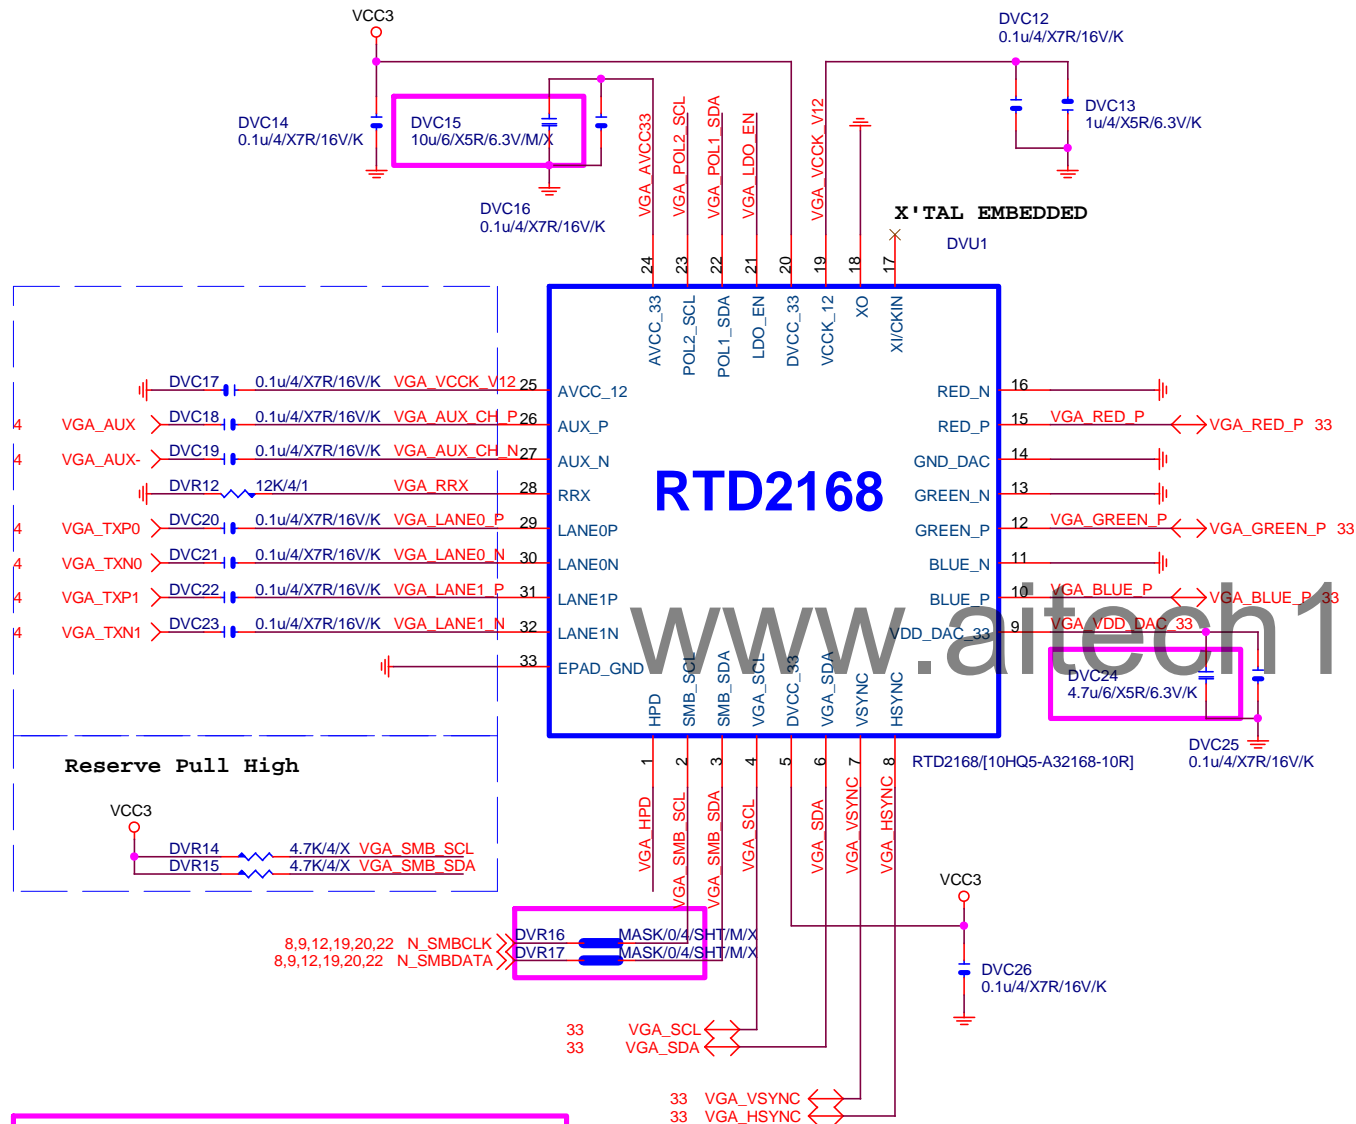 VCC3
DVC12
0.1u/4/X7R/16V/K
DVC14
0.1u/4/X7R/16V/K
DVC15
10u/6/X5R/6.3V/M/X
DVC13
1u/4/X5R/6.3V/K
DVC16
0.1u/4/X7R/16V/K
VGA_AVCC33
VGA_POL2_SCL
VGA_POL1_SDA
VGA_LDO_EN
VGA_VCCK_V12
X'TAL EMBEDDED
DVU1
24
23
22
21
20
19
18
17
AVCC_33
POL2_SCL
POL1_SDA
LDO_EN
DVCC_33
VCCK_12
XO
XI/CKIN
DVC17 0.1u/4/X7R/16V/K VGA_VCCK_V12 25 AVCC_12
4 VGA_AUX DVC18 0.1u/4/X7R/16V/K VGA_AUX_CH_P 26 AUX_P
4 VGA_AUX- DVC19 0.1u/4/X7R/16V/K VGA_AUX_CH_N 27 AUX_N
DVR12 12K/4/1 VGA_RRX 28 RRX
4 VGA_TXP0 DVC20 0.1u/4/X7R/16V/K VGA_LANE0_P 29 LANE0P
4 VGA_TXN0 DVC21 0.1u/4/X7R/16V/K VGA_LANE0_N 30 LANE0N
4 VGA_TXP1 DVC22 0.1u/4/X7R/16V/K VGA_LANE1_P 31 LANE1P
4 VGA_TXN1 DVC23 0.1u/4/X7R/16V/K VGA_LANE1_N 32 LANE1N
33 EPAD_GND
RTD2168
RED_N 16
RED_P 15 VGA_RED_P VGA_RED_P 33
GND_DAC 14
GREEN_N 13
GREEN_P 12 VGA_GREEN_P VGA_GREEN_P 33
BLUE_N 11
BLUE_P 10 VGA_BLUE_P VGA_BLUE_P 33
VDD_DAC_33 9 VGA_VDD_DAC_33
www.aitech1
DVC24
4.7u/6/X5R/6.3V/K
DVC25
0.1u/4/X7R/16V/K
HPD
SMB_SCL
SMB_SDA
VGA_SCL
DVCC_33
VGA_SDA
VSYNC
HSYNC
1
2
3
4
5
6
7
8
RTD2168/[10HQ5-A32168-10R]
VGA_HPD
VGA_SMB_SCL
VGA_SMB_SDA
VGA_SCL
VGA_SDA
VGA_VSYNC
VGA_HSYNC
Reserve Pull High
VCC3
DVR14 4.7K/4/X VGA_SMB_SCL
DVR15 4.7K/4/X VGA_SMB_SDA
VCC3
DVC26
0.1u/4/X7R/16V/K
8,9,12,19,20,22 N_SMBCLK DVR16 MASK/0/4/SHT/M/X
8,9,12,19,20,22 N_SMBDATA DVR17 MASK/0/4/SHT/M/X
33 VGA_SCL
33 VGA_SDA
33 VGA_VSYNC
33 VGA_HSYNC